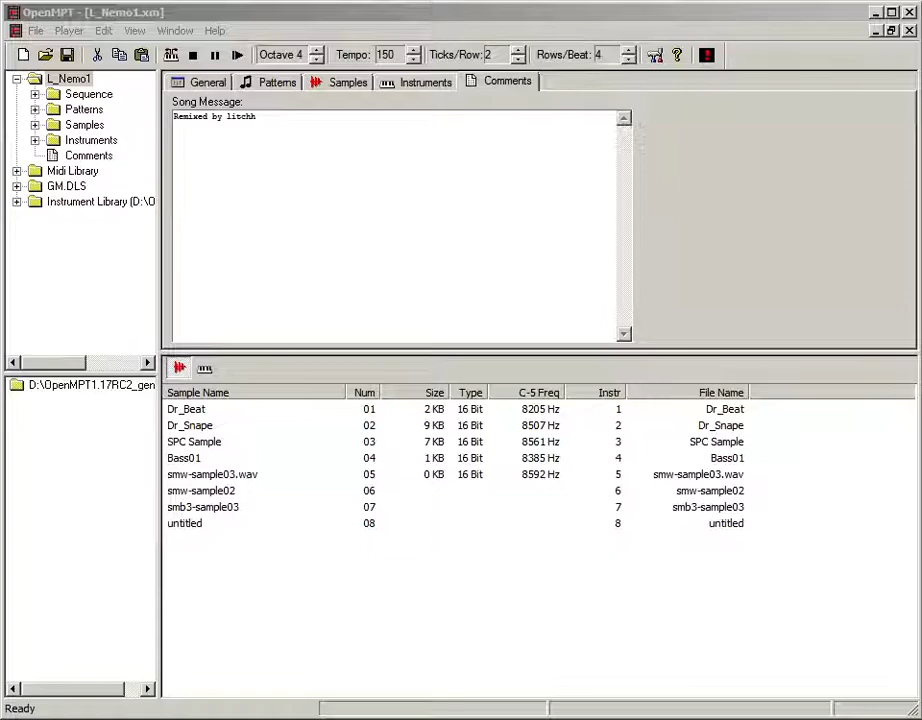 OpenMPT - [L_Nemo1.xm]
File Player Edit View Window Help
Octave 4 Tempo: 150 Ticks/Row: 2 Rows/Beat: 4
L_Nemo1
Sequence
Patterns
Samples
Instruments
Comments
Midi Library
GM.DLS
Instrument Library (D:\O
D:\OpenMPT1.17RC2_gen
General Patterns Samples Instruments Comments
Song Message:
Remixed by litchh
Sample Name Num Size Type C-5 Freq Instr File Name
Dr_Beat 01 2 KB 16 Bit 8205 Hz 1 Dr_Beat
Dr_Snape 02 9 KB 16 Bit 8507 Hz 2 Dr_Snape
SPC Sample 03 7 KB 16 Bit 8561 Hz 3 SPC Sample
Bass01 04 1 KB 16 Bit 8385 Hz 4 Bass01
smw-sample03.wav 05 0 KB 16 Bit 8592 Hz 5 smw-sample03.wav
smw-sample02 06 6 smw-sample02
smb3-sample03 07 7 smb3-sample03
untitled 08 8 untitled
Ready